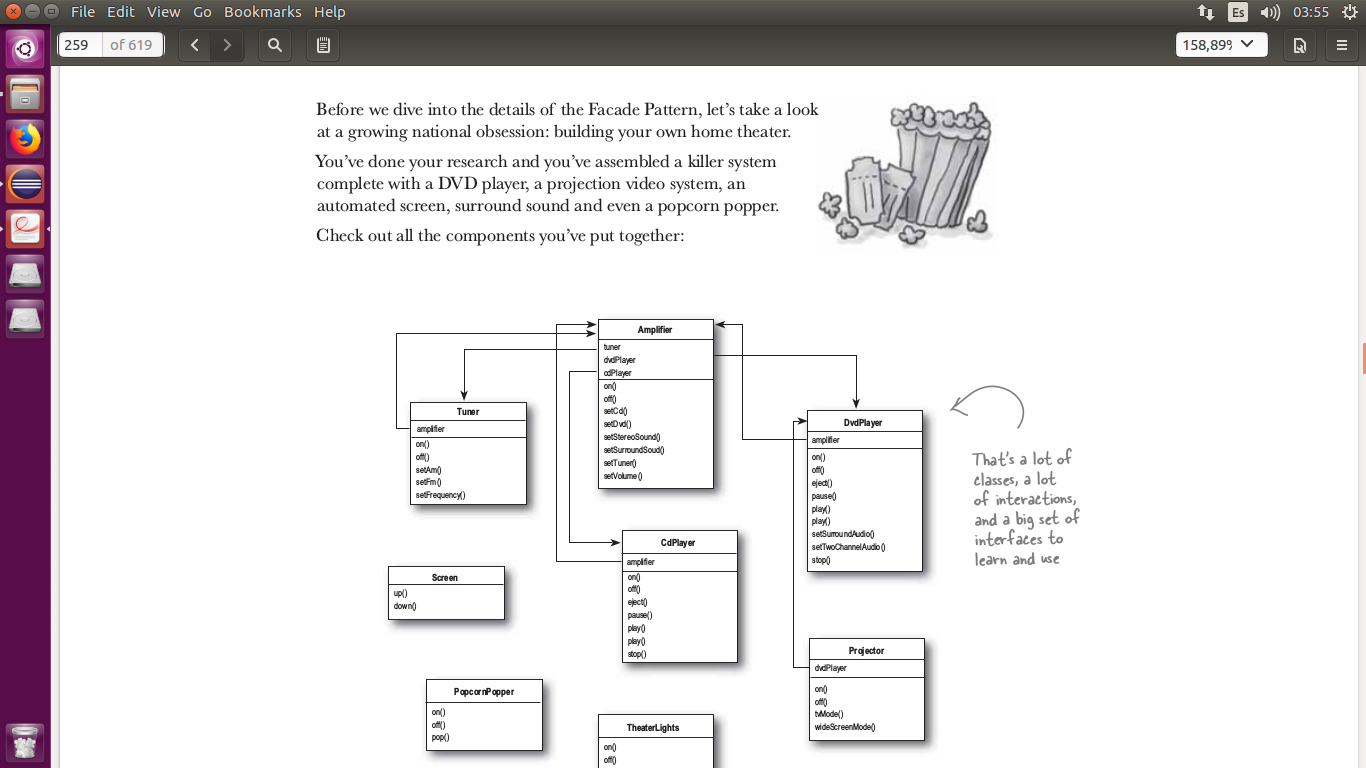 File Edit View Go Bookmarks Help
Es
03:55
259 of 619
158,89%
Before we dive into the details of the Facade Pattern, let's take a look
at a growing national obsession: building your own home theater.
You've done your research and you've assembled a killer system
complete with a DVD player, a projection video system, an
automated screen, surround sound and even a popcorn popper.
Check out all the components you've put together:
Amplifier
tuner
dvdPlayer
cdPlayer
on()
off()
setCd()
setDvd()
setStereoSound()
setSurroundSoud()
setTuner()
setVolume()
Tuner
amplifier
on()
off()
setAm()
setFm()
setFrequency()
DvdPlayer
amplifier
on()
off()
eject()
pause()
play()
play()
setSurroundAudio()
setTwoChannelAudio()
stop()
That's a lot of
classes, a lot
of interactions,
and a big set of
interfaces to
learn and use
CdPlayer
amplifier
on()
off()
eject()
pause()
play()
play()
stop()
Screen
up()
down()
Projector
dvdPlayer
on()
off()
tvMode()
wideScreenMode()
PopcornPopper
on()
off()
pop()
TheaterLights
on()
off()